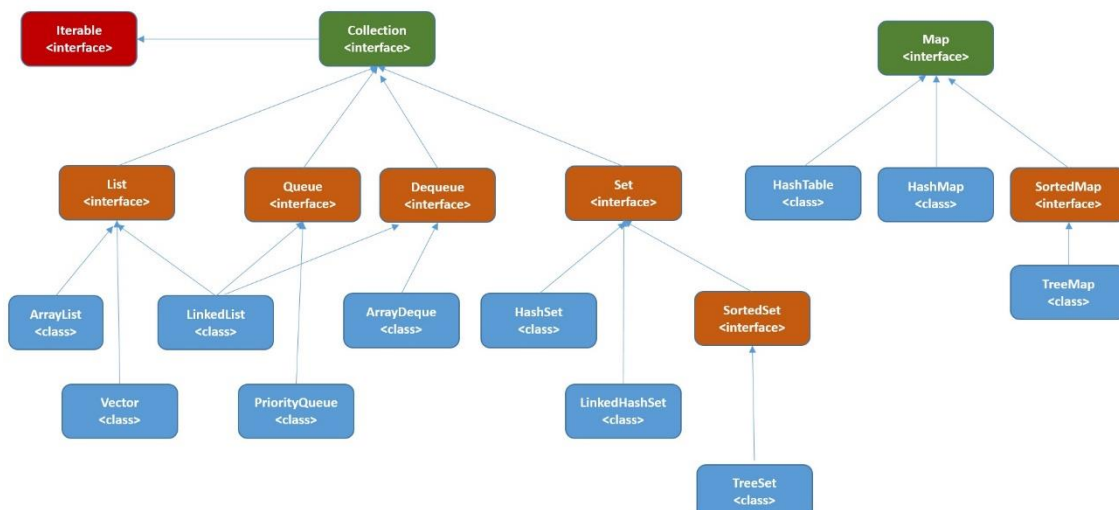 Iterable
<interface>
Collection
<interface>
Map
<interface>
List
<interface>
Queue
<interface>
Dequeue
<interface>
Set
<interface>
HashTable
<class>
HashMap
<class>
SortedMap
<interface>
ArrayList
<class>
LinkedList
<class>
ArrayDeque
<class>
HashSet
<class>
SortedSet
<interface>
TreeMap
<class>
Vector
<class>
PriorityQueue
<class>
LinkedHashSet
<class>
TreeSet
<class>